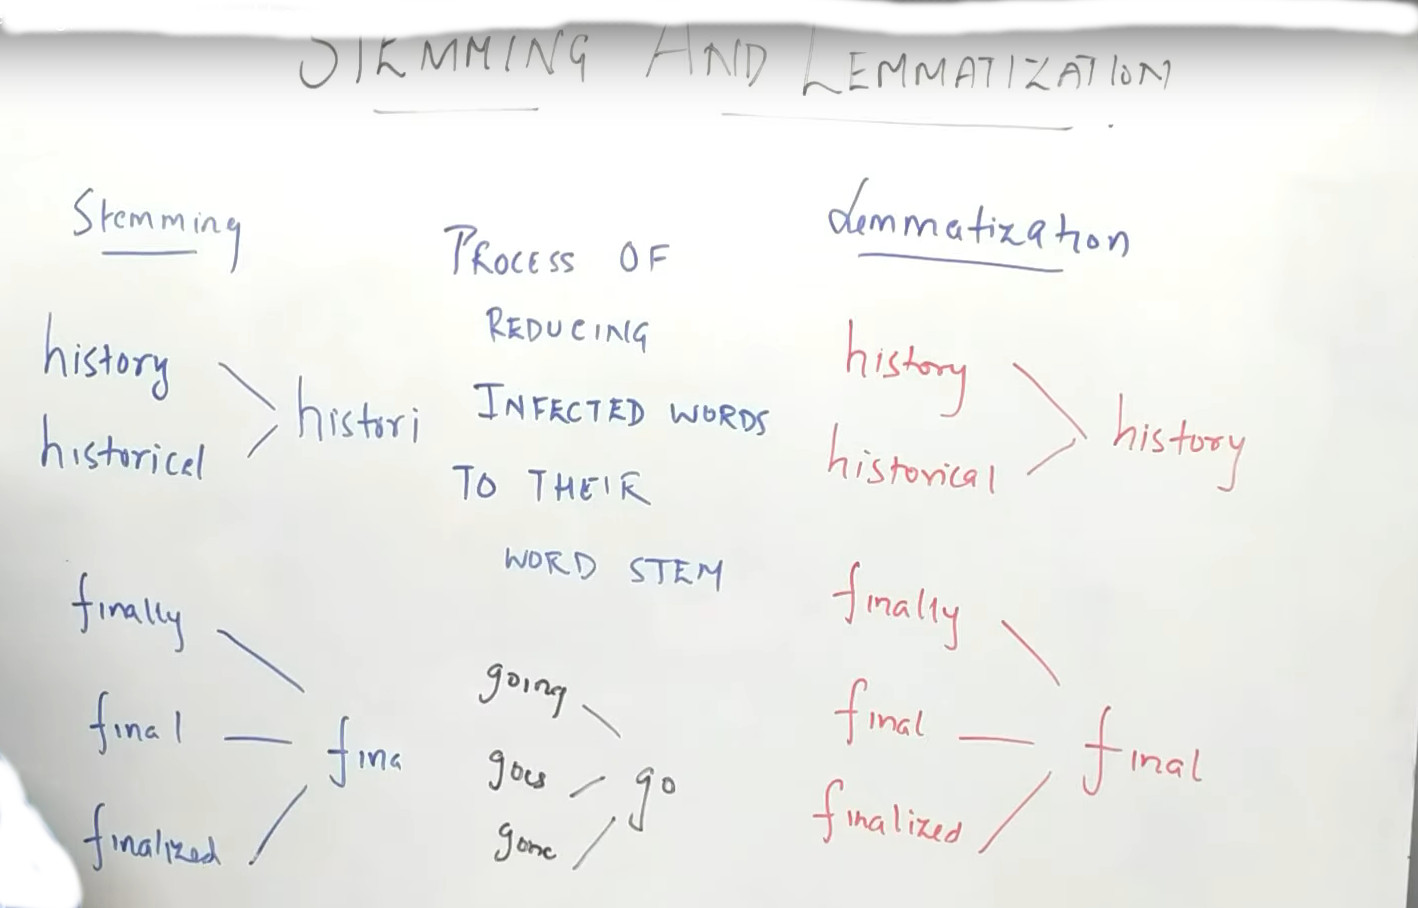 STEMMING AND LEMMATIZATION
Stemming
history
historical
histori
finally
final
finalized
fina
PROCESS OF
REDUCING
INFECTED WORDS
TO THEIR
WORD STEM
going
goes
gone
go
Lemmatization
history
historical
history
finally
final
finalized
final